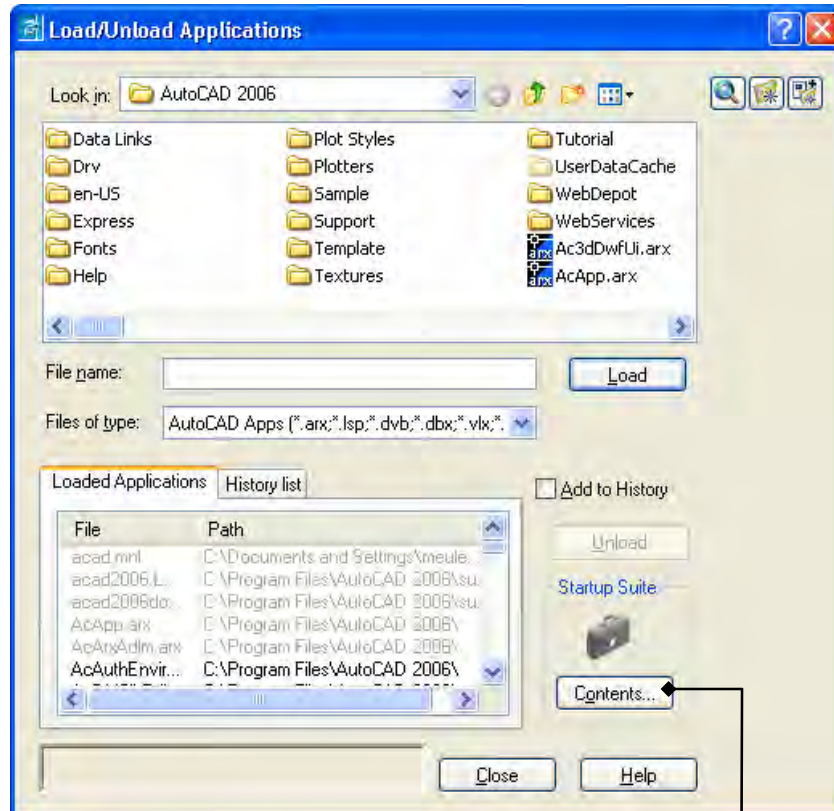 Load/Unload Applications
Look in: AutoCAD 2006
Data Links Plot Styles Tutorial
Drv Plotters UserDataCache
en-US Sample WebDepot
Express Support WebServices
Fonts Template Ac3dDwfUi.arx
Help Textures AcApp.arx
File name: Load
Files of type: AutoCAD Apps (*.arx;*.lsp;*.dvb;*.dbx;*.vlx;*.
Loaded Applications History list Add to History
File Path
acad.mnl C:\Documents and Settings\meule... Unload
acad2006.L... C:\Program Files\AutoCAD 2006\su...
acad2006do... C:\Program Files\AutoCAD 2006\su... Startup Suite
AcApp.arx C:\Program Files\AutoCAD 2006\
AcArxAdlm.arx C:\Program Files\AutoCAD 2006\
AcAuthEnvir... C:\Program Files\AutoCAD 2006\
Contents...
Close Help